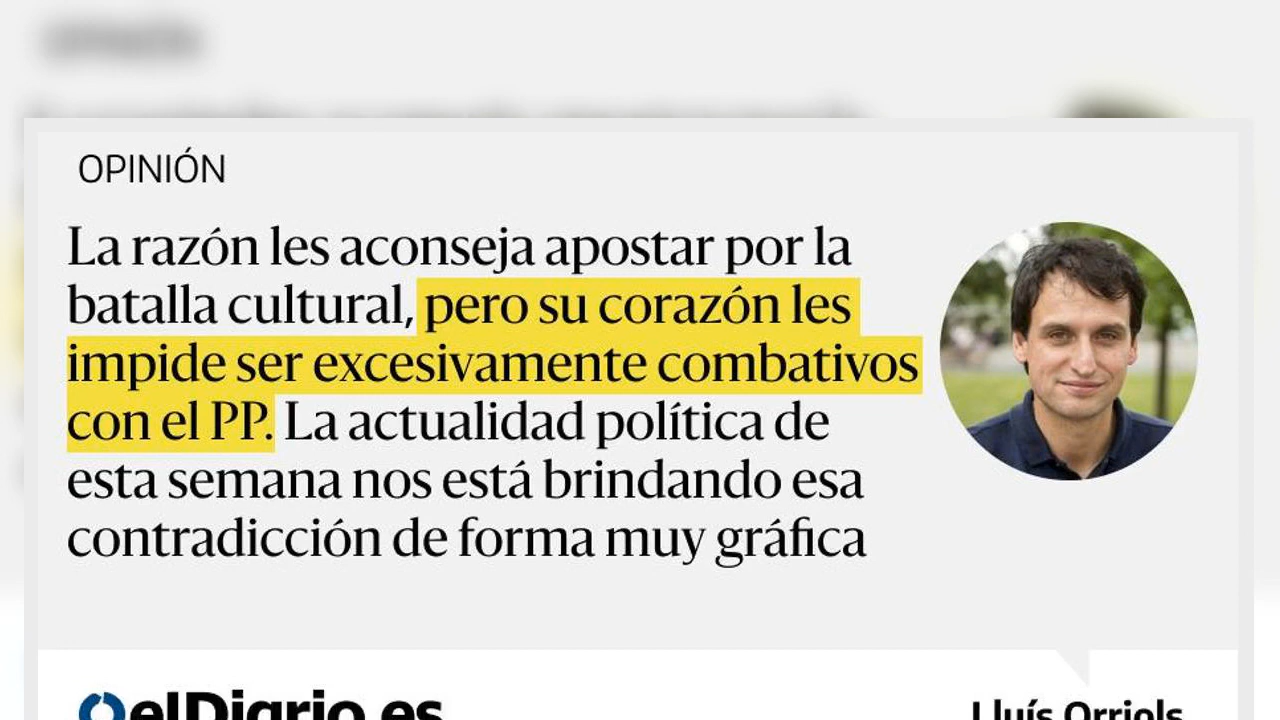 OPINIÓN
La razón les aconseja apostar por la
batalla cultural, pero su corazón les
impide ser excesivamente combativos
con el PP. La actualidad política de
esta semana nos está brindando esa
contradicción de forma muy gráfica
elDiario.es
Lluís Orriols